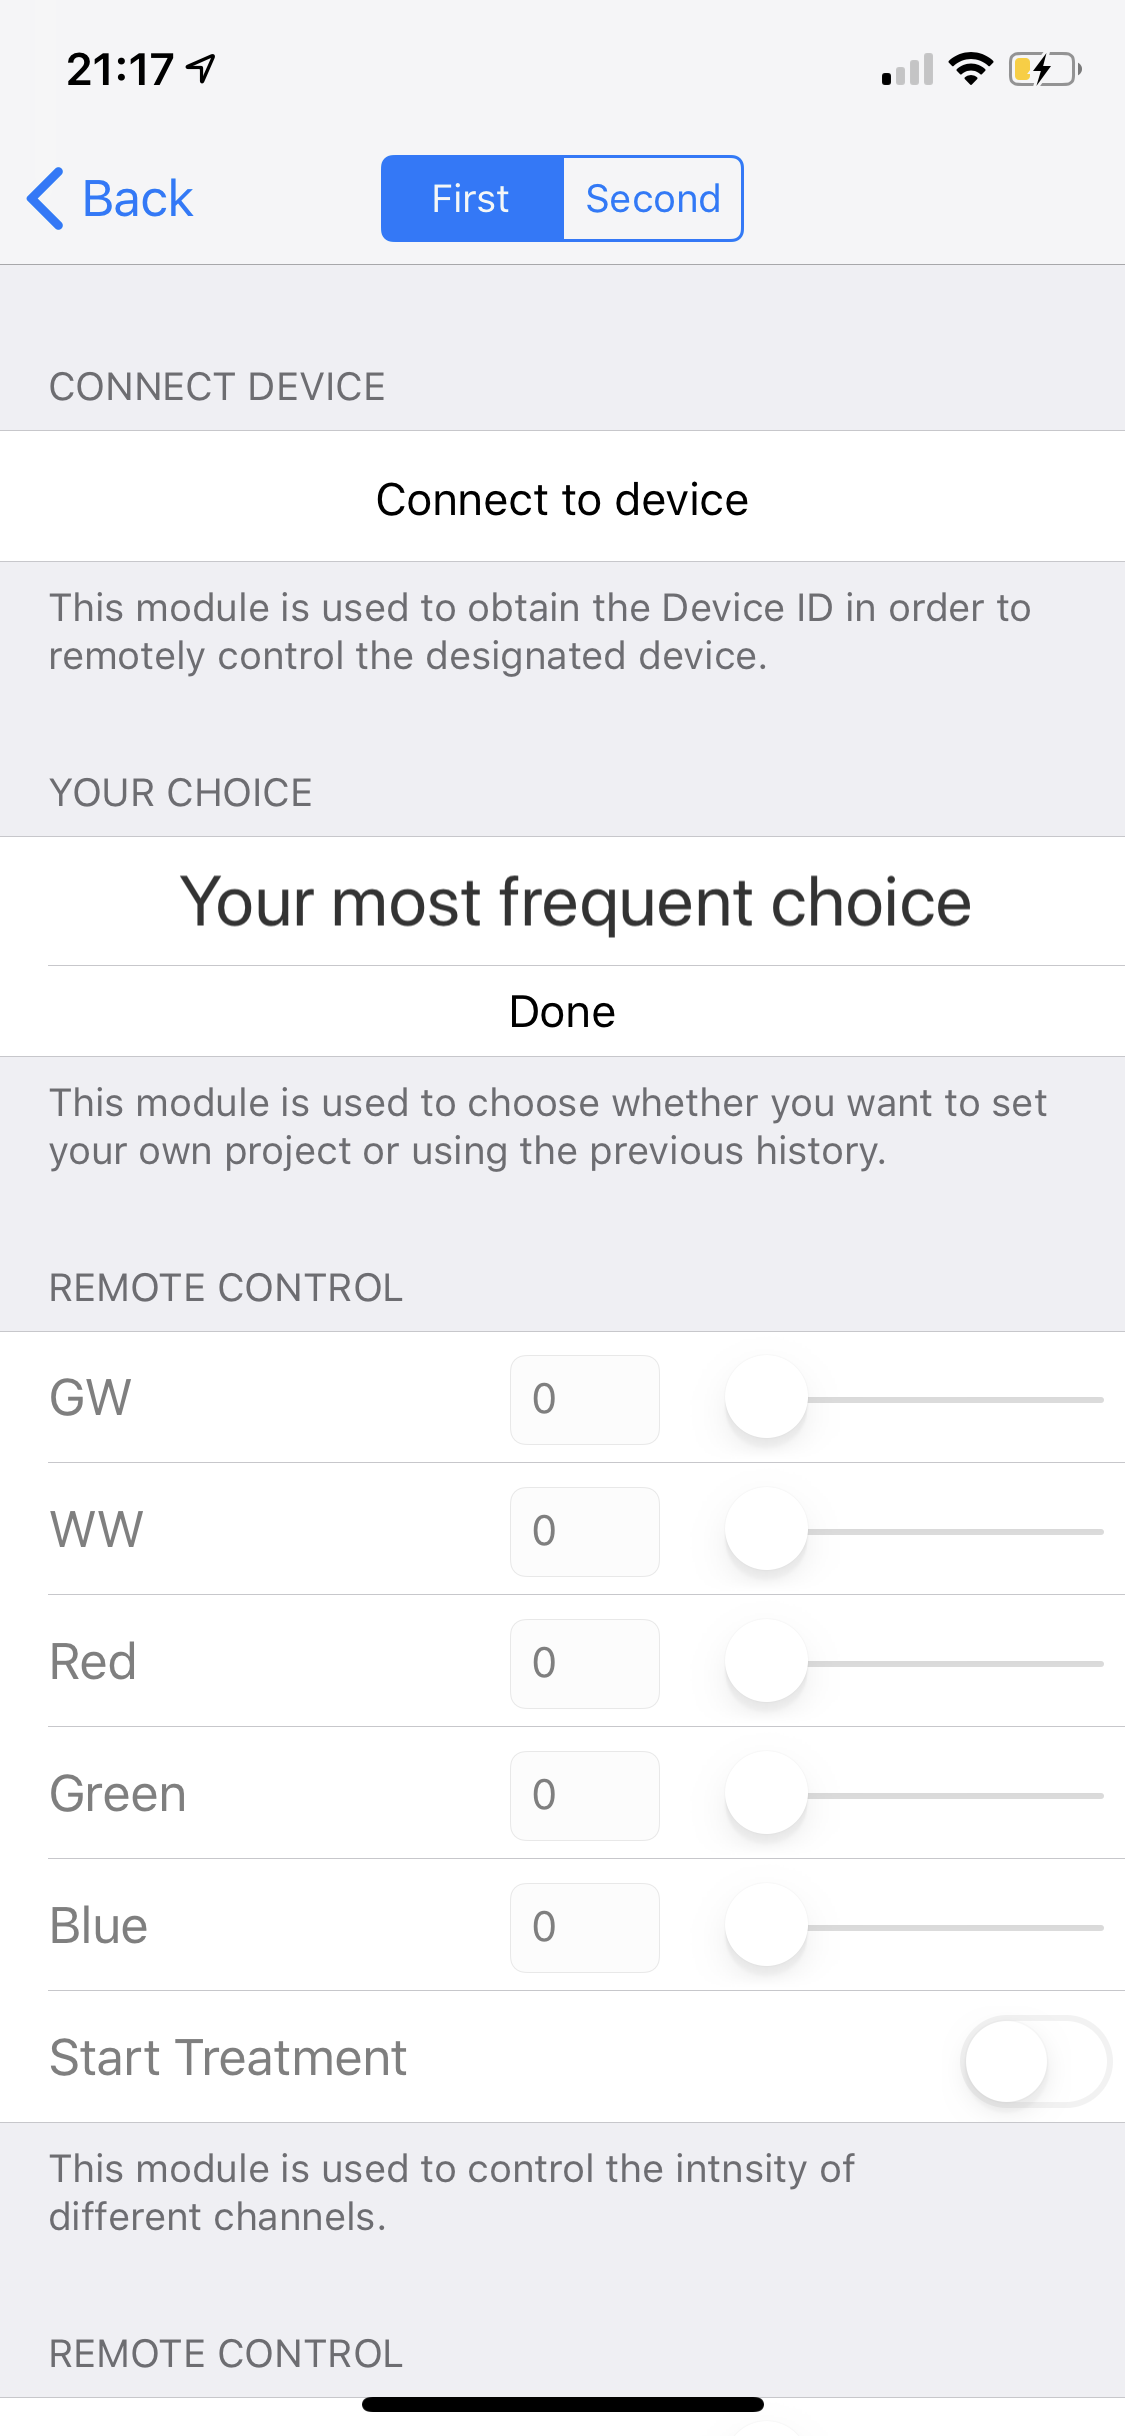 21:17
Back
First
Second
CONNECT DEVICE
Connect to device
This module is used to obtain the Device ID in order to
remotely control the designated device.
YOUR CHOICE
Your most frequent choice
Done
This module is used to choose whether you want to set
your own project or using the previous history.
REMOTE CONTROL
GW 0
WW 0
Red 0
Green 0
Blue 0
Start Treatment
This module is used to control the intnsity of
different channels.
REMOTE CONTROL